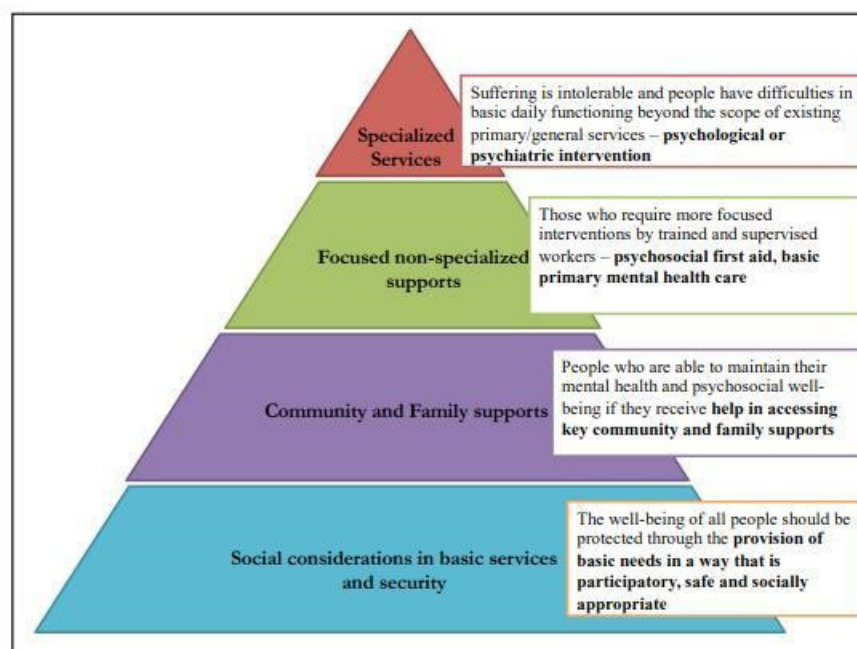 Specialized
Services
Suffering is intolerable and people have difficulties in
basic daily functioning beyond the scope of existing
primary/general services – psychological or
psychiatric intervention
Focused non-specialized
supports
Those who require more focused
interventions by trained and supervised
workers – psychosocial first aid, basic
primary mental health care
Community and Family supports
People who are able to maintain their
mental health and psychosocial well-
being if they receive help in accessing
key community and family supports
Social considerations in basic services
and security
The well-being of all people should be
protected through the provision of
basic needs in a way that is
participatory, safe and socially
appropriate